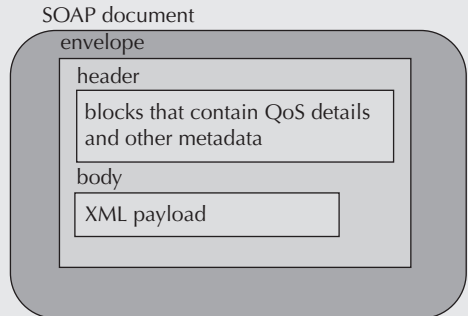 SOAP document
envelope
header
blocks that contain QoS details
and other metadata
body
XML payload